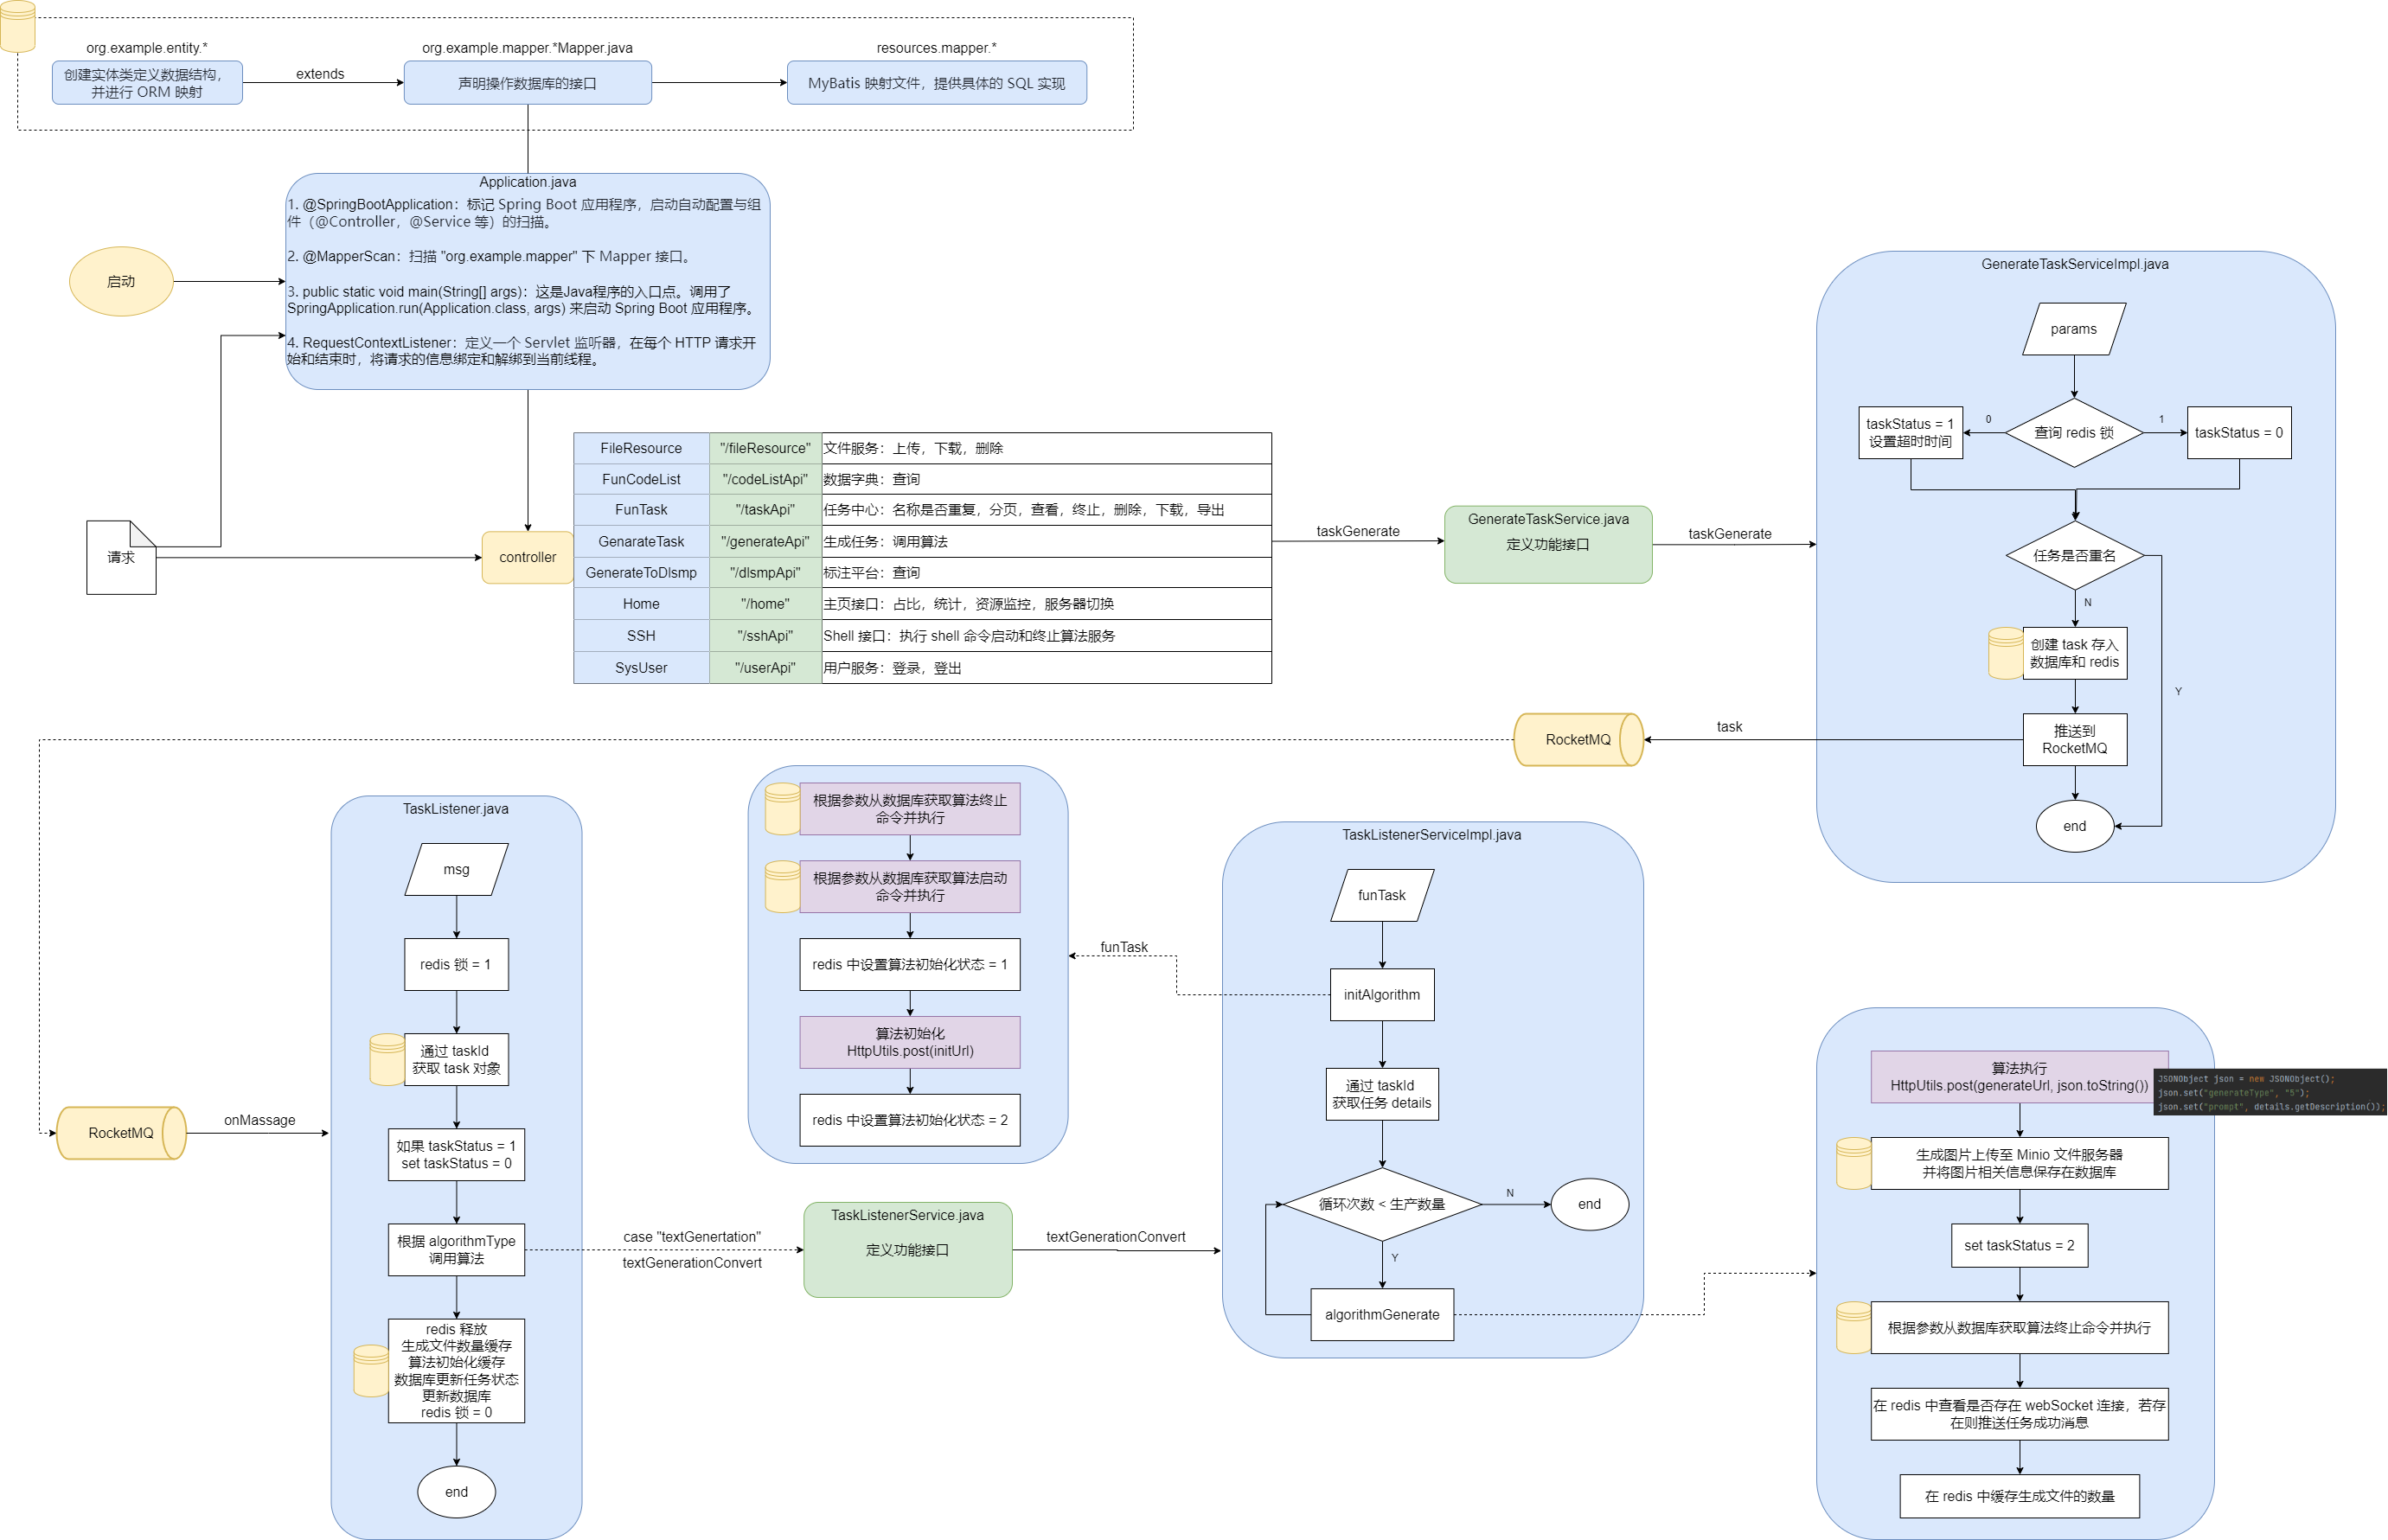 org.example.entity.*
创建实体类定义数据结构，
并进行 ORM 映射
extends
org.example.mapper.*Mapper.java
声明操作数据库的接口
resources.mapper.*
MyBatis 映射文件，提供具体的 SQL 实现
Application.java
1. @SpringBootApplication：标记 Spring Boot 应用程序，启动自动配置与组
件（@Controller，@Service 等）的扫描。
2. @MapperScan：扫描 "org.example.mapper" 下 Mapper 接口。
3. public static void main(String[] args)：这是Java程序的入口点。调用了
SpringApplication.run(Application.class, args) 来启动 Spring Boot 应用程序。
4. RequestContextListener：定义一个 Servlet 监听器，在每个 HTTP 请求开
始和结束时，将请求的信息绑定和解绑到当前线程。
启动
请求
controller
FileResource "/fileResource" 文件服务：上传，下载，删除
FunCodeList "/codeListApi" 数据字典：查询
FunTask "/taskApi" 任务中心：名称是否重复，分页，查看，终止，删除，下载，导出
GenarateTask "/generateApi" 生成任务：调用算法
GenerateToDlsmp "/dlsmpApi" 标注平台：查询
Home "/home" 主页接口：占比，统计，资源监控，服务器切换
SSH "/sshApi" Shell 接口：执行 shell 命令启动和终止算法服务
SysUser "/userApi" 用户服务：登录，登出
taskGenerate
GenerateTaskService.java
定义功能接口
taskGenerate
GenerateTaskServiceImpl.java
params
查询 redis 锁
0
1
taskStatus = 1
设置超时时间
taskStatus = 0
任务是否重名
N
Y
创建 task 存入
数据库和 redis
推送到
RocketMQ
end
task
RocketMQ
RocketMQ
onMassage
TaskListener.java
msg
redis 锁 = 1
通过 taskId
获取 task 对象
如果 taskStatus = 1
set taskStatus = 0
根据 algorithmType
调用算法
redis 释放
生成文件数量缓存
算法初始化缓存
数据库更新任务状态
更新数据库
redis 锁 = 0
end
case "textGenertation"
textGenerationConvert
TaskListenerService.java
定义功能接口
textGenerationConvert
根据参数从数据库获取算法终止
命令并执行
根据参数从数据库获取算法启动
命令并执行
redis 中设置算法初始化状态 = 1
算法初始化
HttpUtils.post(initUrl)
redis 中设置算法初始化状态 = 2
funTask
TaskListenerServiceImpl.java
funTask
initAlgorithm
通过 taskId
获取任务 details
循环次数 < 生产数量
N
end
Y
algorithmGenerate
算法执行
HttpUtils.post(generateUrl, json.toString())
JSONObject json = new JSONObject();
json.set("generateType", "5");
json.set("prompt", details.getDescription());
生成图片上传至 Minio 文件服务器
并将图片相关信息保存在数据库
set taskStatus = 2
根据参数从数据库获取算法终止命令并执行
在 redis 中查看是否存在 webSocket 连接，若存
在则推送任务成功消息
在 redis 中缓存生成文件的数量